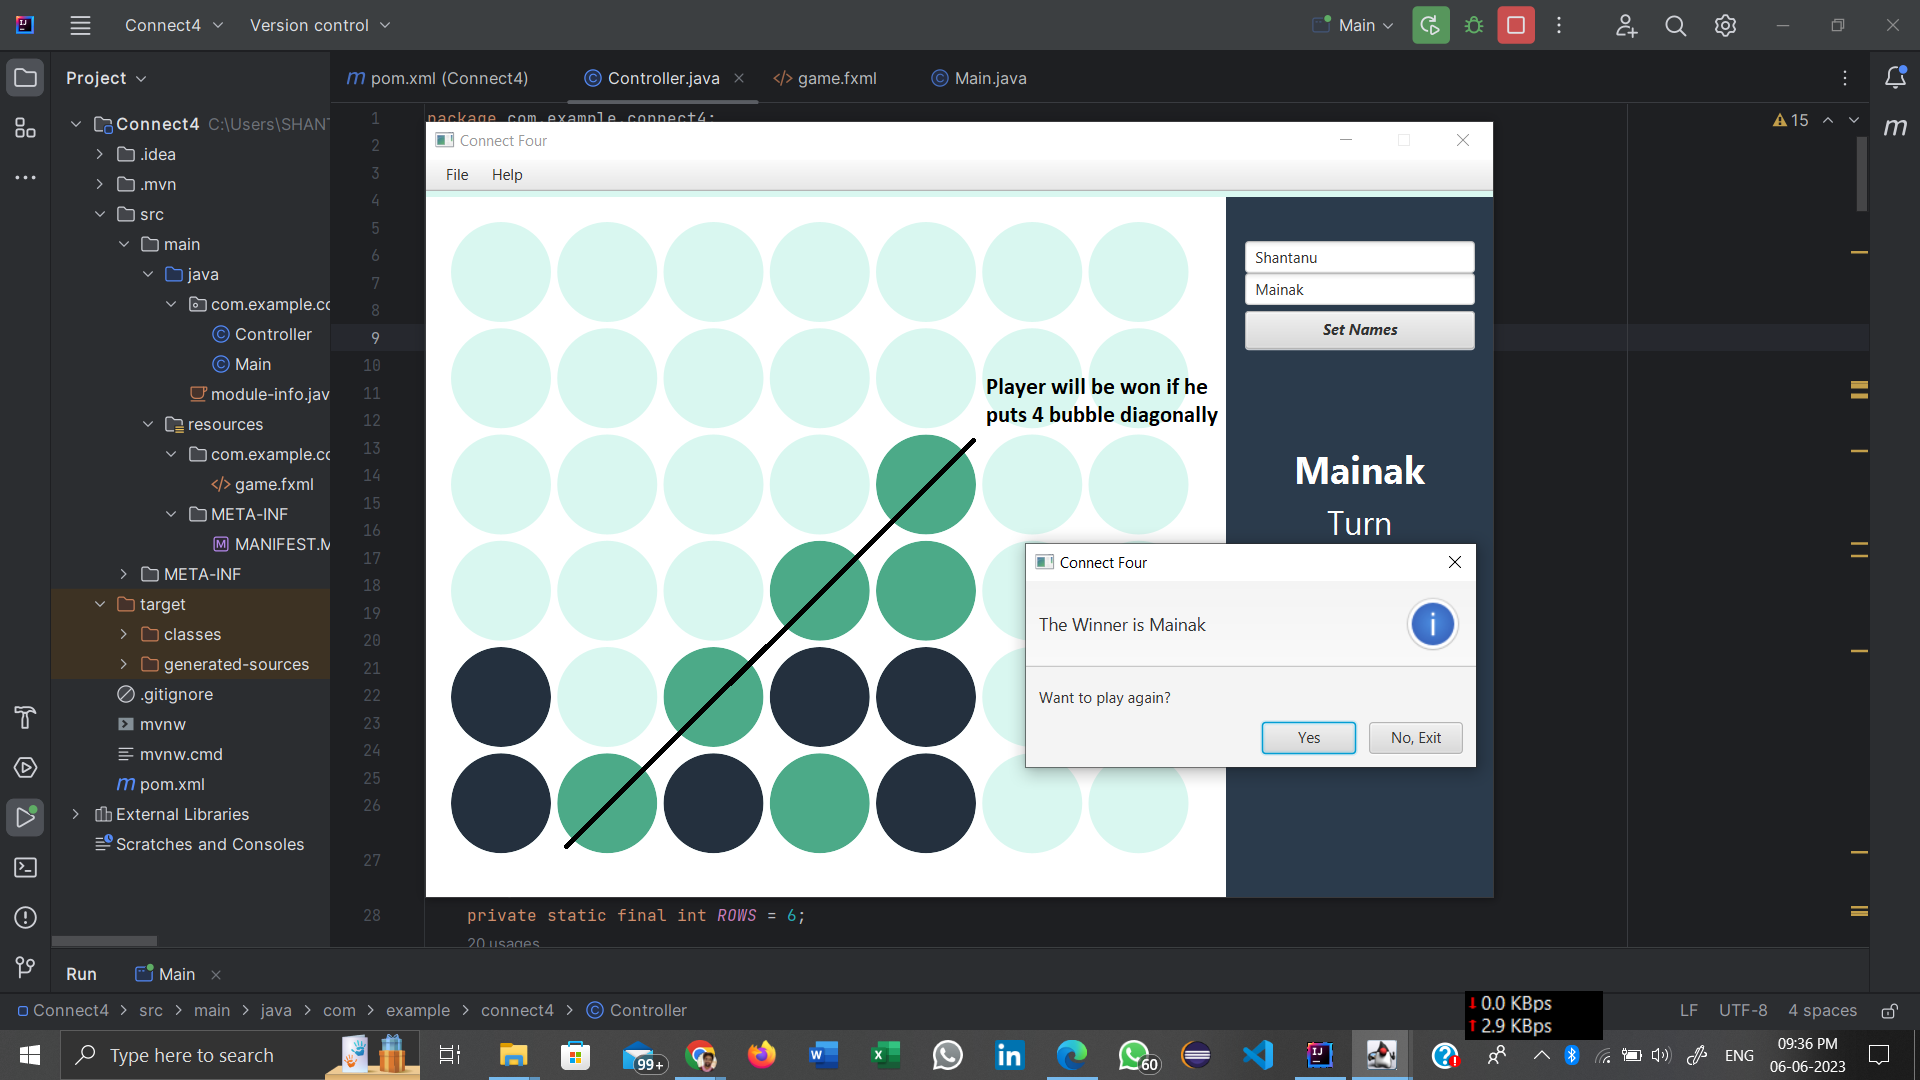 Connect4
Version control
Main
Project
pom.xml (Connect4)
Controller.java
game.fxml
Main.java
Connect4 C:\Users\SHANT
.idea
.mvn
src
main
java
com.example.co
Controller
Main
module-info.jav
resources
com.example.co
game.fxml
META-INF
MANIFEST.M
META-INF
target
classes
generated-sources
.gitignore
mvnw
mvnw.cmd
pom.xml
External Libraries
Scratches and Consoles
1
2
3
4
5
6
7
8
9
10
11
12
13
14
15
16
17
18
19
20
21
22
23
24
25
26
27
28
package com.example.connect4;
15
Connect Four
File Help
Shantanu
Mainak
Set Names
Player will be won if he
puts 4 bubble diagonally
Mainak
Turn
Connect Four
The Winner is Mainak
Want to play again?
Yes
No, Exit
private static final int ROWS = 6;
20 usages
Run
Main
Connect4 > src > main > java > com > example > connect4 > Controller
0.0 KBps
2.9 KBps
LF UTF-8 4 spaces
Type here to search
99+
60
ENG
09:36 PM
06-06-2023